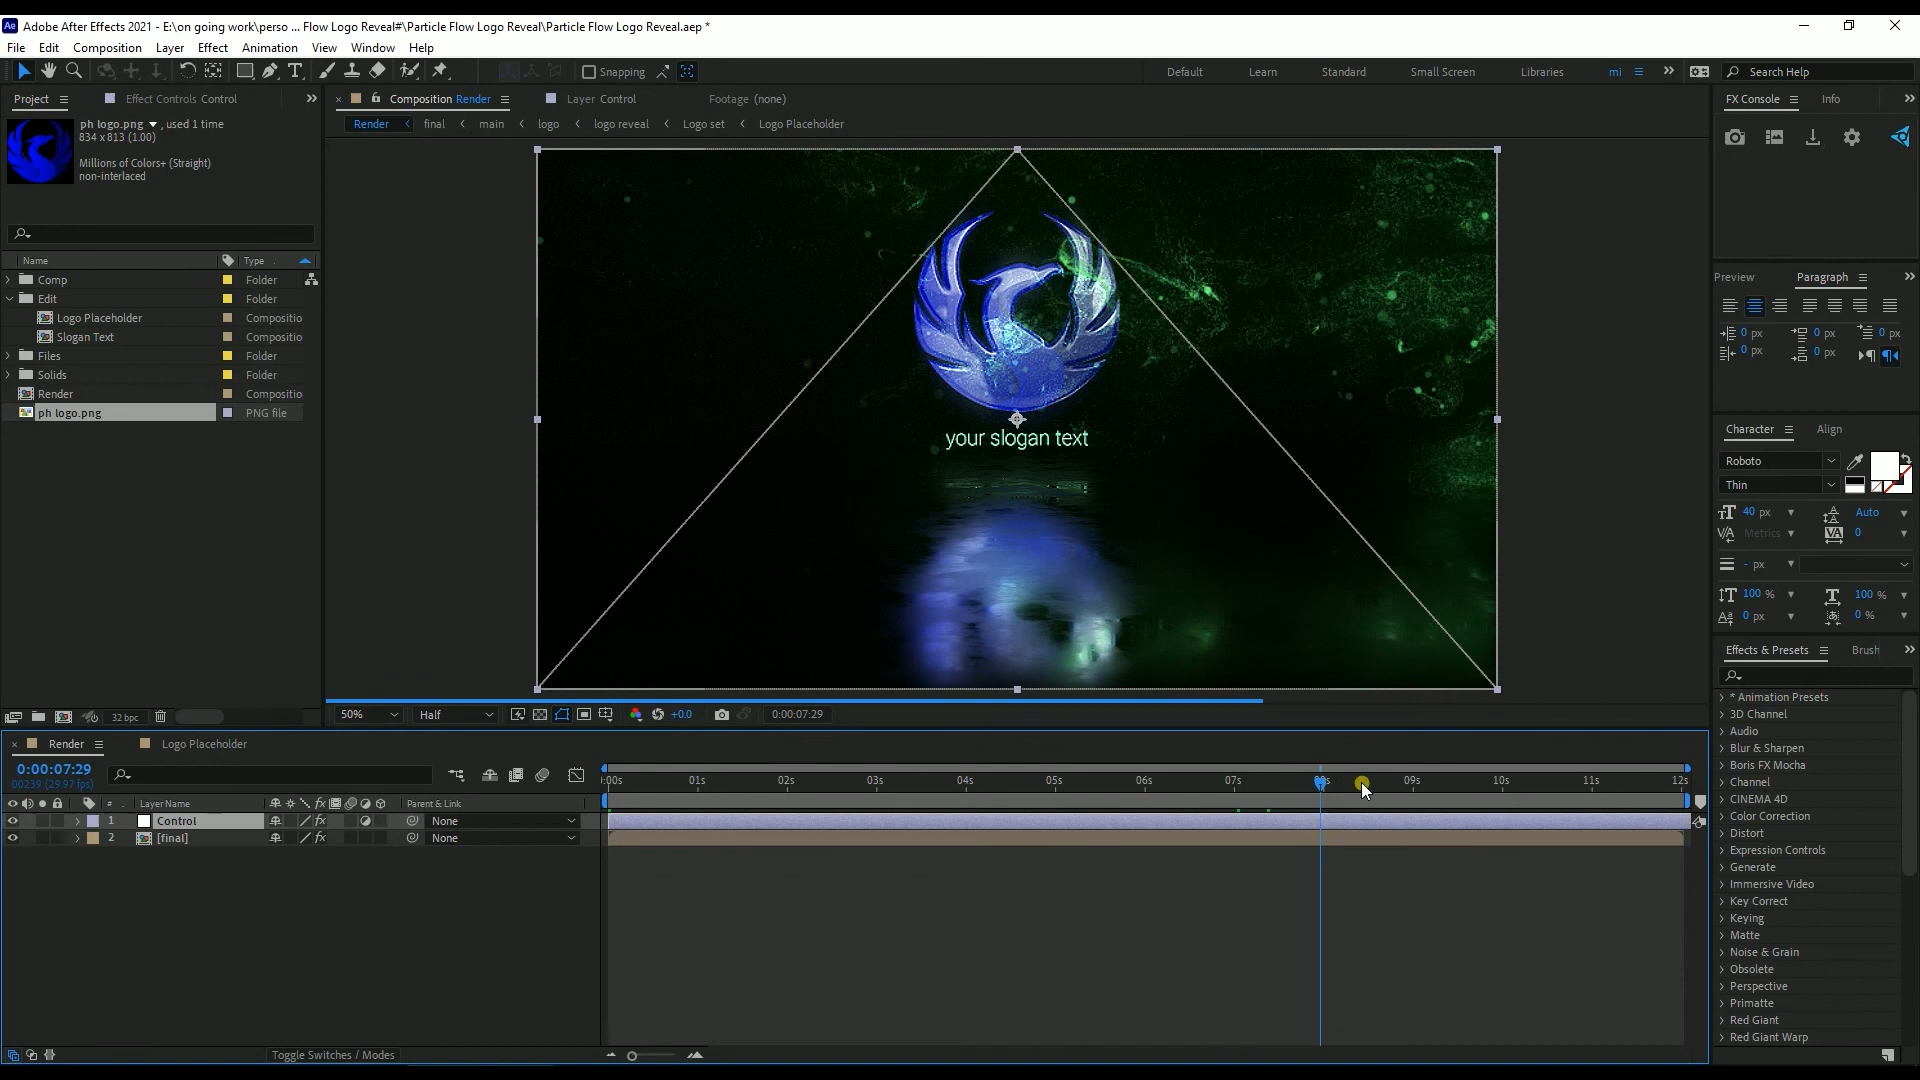 Ae Adobe After Effects 2021 - E:\on going work\perso ... Flow Logo Reveal#\Particle Flow Logo Reveal\Particle Flow Logo Reveal.aep *
File Edit Composition Layer Effect Animation View Window Help
Snapping Default Learn Standard Small Screen Libraries mi Search Help
Project Effect Controls Control Composition Render Layer Control Footage (none) FX Console Info
Render final main logo logo reveal Logo set Logo Placeholder
ph logo.png , used 1 time
834 x 813 (1.00)
Millions of Colors+ (Straight)
non-interlaced
Name Type
Comp Folder
Edit Folder
Logo Placeholder Compositio
Slogan Text Compositio
Files Folder
Solids Folder
Render Compositio
ph logo.png PNG file
your slogan text
Preview Paragraph
0 px 0 px 0 px
0 px 0 px
Character Align
Roboto
Thin
40 px Auto
Metrics 0
- px
100 % 100 %
0 px 0 %
Effects & Presets Brush
* Animation Presets
3D Channel
Audio
Blur & Sharpen
Boris FX Mocha
Channel
CINEMA 4D
Color Correction
Distort
Expression Controls
Generate
Immersive Video
Key Correct
Keying
Matte
Noise & Grain
Obsolete
Perspective
Primatte
Red Giant
Red Giant Warp
32 bpc 50% Half +0.0 0:00:07:29
Render Logo Placeholder
0:00:07:29
00239 (29.97 fps)
:00s 01s 02s 03s 04s 05s 06s 07s 09s 10s 11s 12s
# Layer Name Parent & Link
1 Control None
2 [final] None
Toggle Switches / Modes